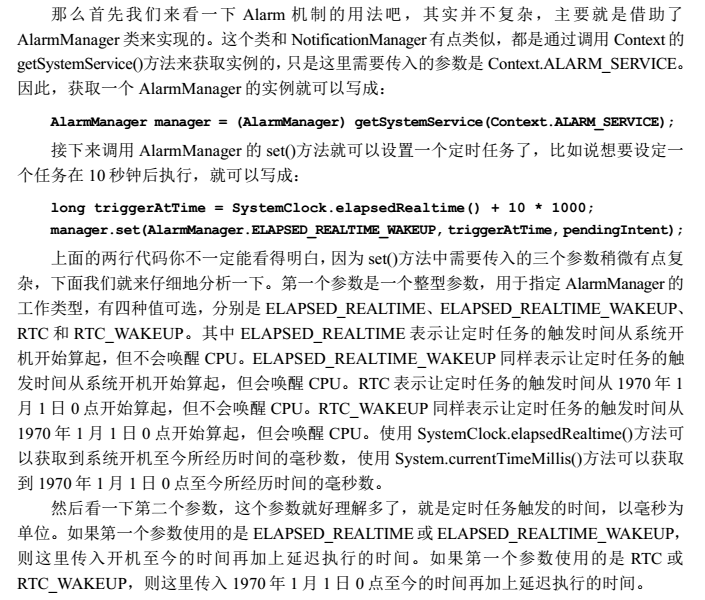 那么首先我们来看一下 Alarm 机制的用法吧，其实并不复杂，主要就是借助了
AlarmManager 类来实现的。这个类和 NotificationManager 有点类似，都是通过调用 Context 的
getSystemService()方法来获取实例的，只是这里需要传入的参数是 Context.ALARM_SERVICE。
因此，获取一个 AlarmManager 的实例就可以写成：
AlarmManager manager = (AlarmManager) getSystemService(Context.ALARM_SERVICE);
接下来调用 AlarmManager 的 set()方法就可以设置一个定时任务了，比如说想要设定一
个任务在 10 秒钟后执行，就可以写成：
long triggerAtTime = SystemClock.elapsedRealtime() + 10 * 1000;
manager.set(AlarmManager.ELAPSED_REALTIME_WAKEUP, triggerAtTime, pendingIntent);
上面的两行代码你不一定能看得明白，因为 set()方法中需要传入的三个参数稍微有点复
杂，下面我们就来仔细地分析一下。第一个参数是一个整型参数，用于指定 AlarmManager 的
工作类型，有四种值可选，分别是 ELAPSED_REALTIME、ELAPSED_REALTIME_WAKEUP、
RTC 和 RTC_WAKEUP。其中 ELAPSED_REALTIME 表示让定时任务的触发时间从系统开
机开始算起，但不会唤醒 CPU。ELAPSED_REALTIME_WAKEUP 同样表示让定时任务的触
发时间从系统开机开始算起，但会唤醒 CPU。RTC 表示让定时任务的触发时间从 1970 年 1
月 1 日 0 点开始算起，但不会唤醒 CPU。RTC_WAKEUP 同样表示让定时任务的触发时间从
1970 年 1 月 1 日 0 点开始算起，但会唤醒 CPU。使用 SystemClock.elapsedRealtime()方法可
以获取到系统开机至今所经历时间的毫秒数，使用 System.currentTimeMillis()方法可以获取
到 1970 年 1 月 1 日 0 点至今所经历时间的毫秒数。
然后看一下第二个参数，这个参数就好理解多了，就是定时任务触发的时间，以毫秒为
单位。如果第一个参数使用的是 ELAPSED_REALTIME 或 ELAPSED_REALTIME_WAKEUP，
则这里传入开机至今的时间再加上延迟执行的时间。如果第一个参数使用的是 RTC 或
RTC_WAKEUP，则这里传入 1970 年 1 月 1 日 0 点至今的时间再加上延迟执行的时间。